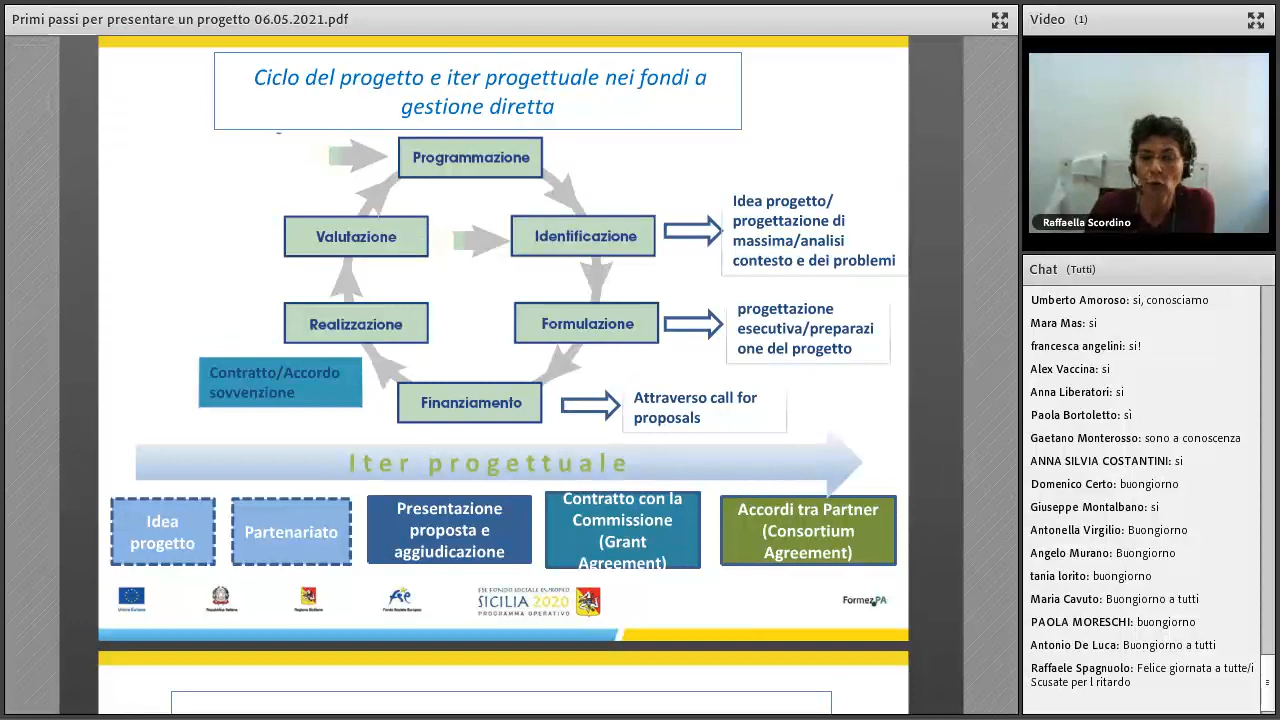 Primi passi per presentare un progetto 06.05.2021.pdf
Ciclo del progetto e iter progettuale nei fondi a
gestione diretta
Programmazione
Valutazione
Identificazione
Idea progetto/
progettazione di
massima/analisi
contesto e dei problemi
Realizzazione
Formulazione
progettazione
esecutiva/preparazi
one del progetto
Contratto/Accordo
sovvenzione
Finanziamento
Attraverso call for
proposals
Iter progettuale
Idea
progetto
Partenariato
Presentazione
proposta e
aggiudicazione
Contratto con la
Commissione
(Grant
Agreement)
Accordi tra Partner
(Consortium
Agreement)
Unione Europea
Repubblica Italiana
Regione Siciliana
Fondo Sociale Europeo
FSE FONDO SOCIALE EUROPEO
SICILIA 2020
PROGRAMMA OPERATIVO
FormezPA
Video (1)
Raffaella Scordino
Chat (Tutti)
Umberto Amoroso: si, conosciamo
Mara Mas: si
francesca angelini: si!
Alex Vaccina: si
Anna Liberatori: si
Paola Bortoletto: sì
Gaetano Monterosso: sono a conoscenza
ANNA SILVIA COSTANTINI: si
Domenico Certo: buongiorno
Giuseppe Montalbano: si
Antonella Virgilio: Buongiorno
Angelo Murano: Buongiorno
tania lorito: buongiorno
Maria Cavuto: Buongiorno a tutti
PAOLA MORESCHI: buongiorno
Antonio De Luca: Buongiorno a tutti
Raffaele Spagnuolo: Felice giornata a tutte/i
Scusate per l ritardo